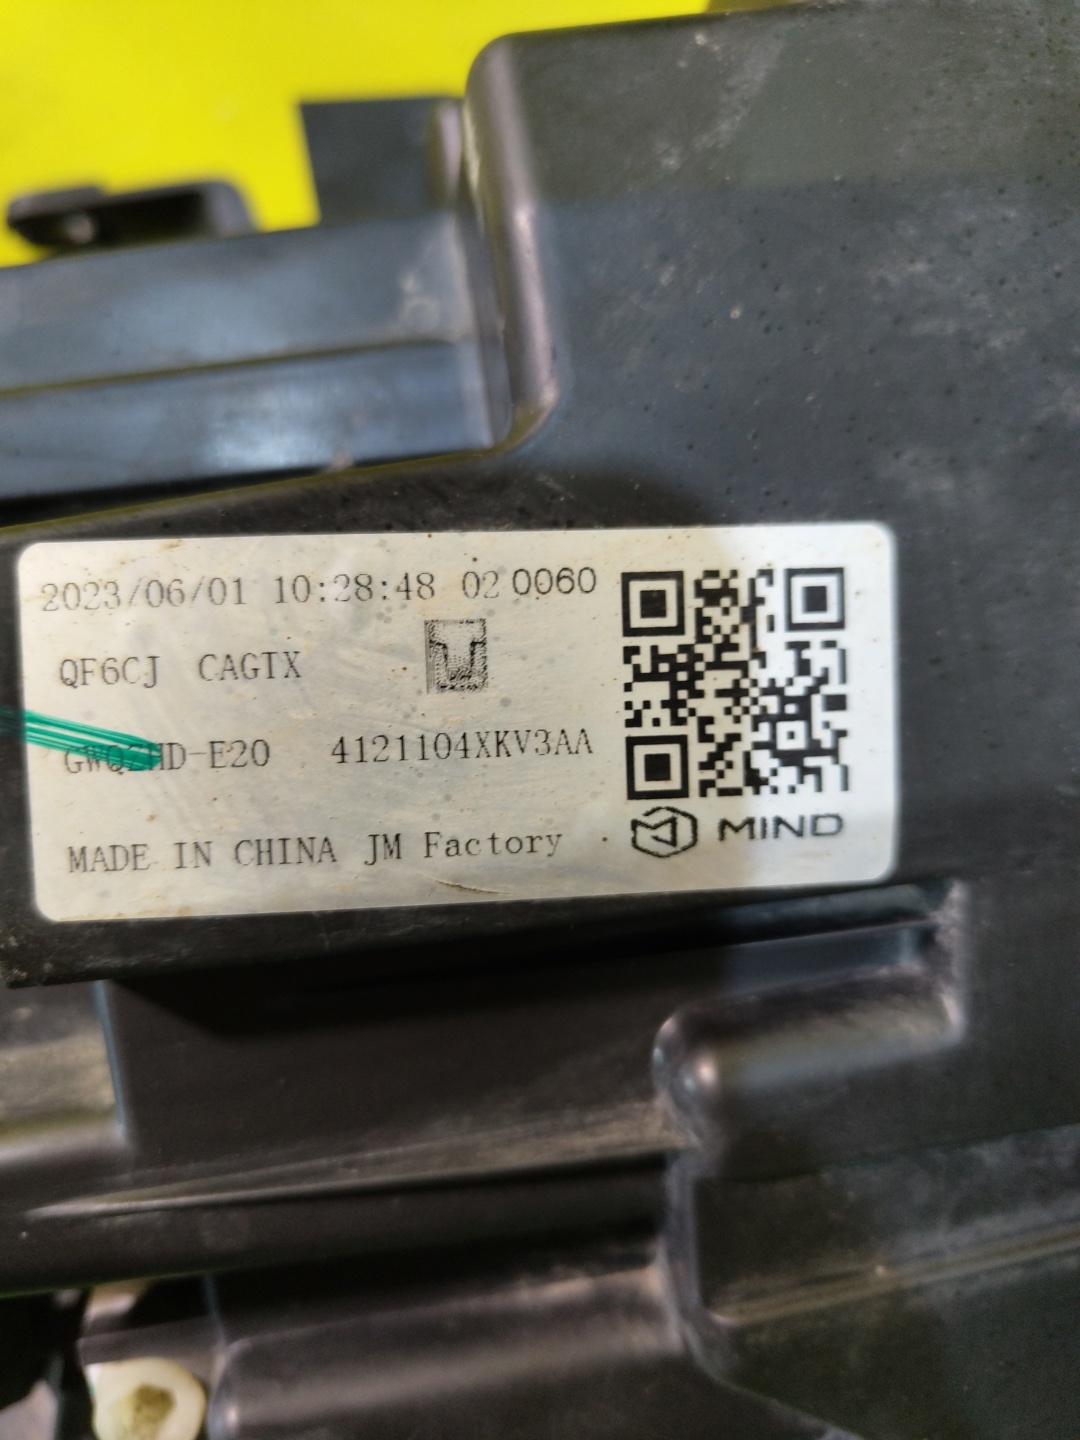 2023/06/01 10:28:48 02 0060
QF6CJ CAGTX
4121104XKV3AA
MADE IN CHINA JM Factory
MIND